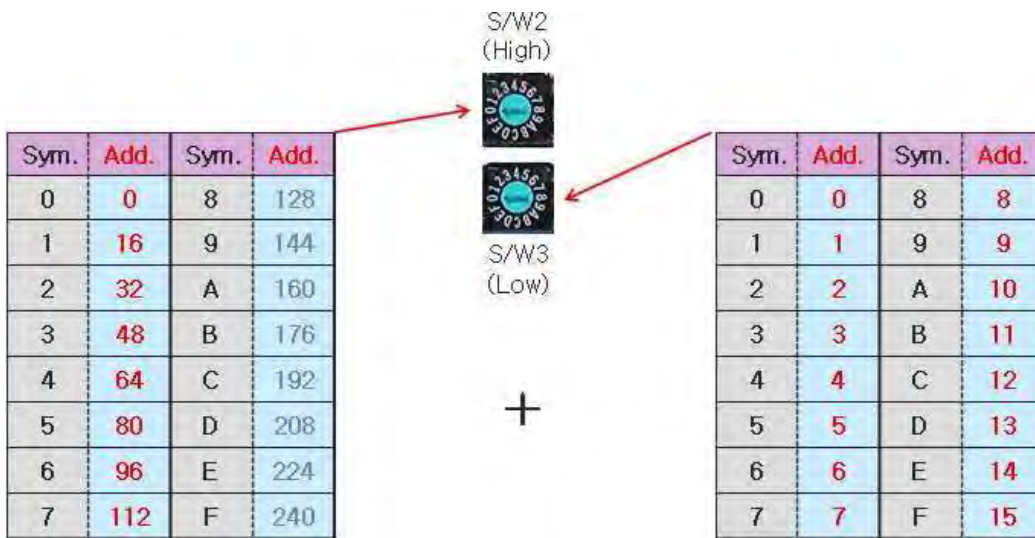 S/W2
(High)
0123456789ABCDEF
Sym. Add. Sym. Add.
0 0 8 128
1 16 9 144
2 32 A 160
3 48 B 176
4 64 C 192
5 80 D 208
6 96 E 224
7 112 F 240
0123456789ABCDEF
S/W3
(Low)
+
Sym. Add. Sym. Add.
0 0 8 8
1 1 9 9
2 2 A 10
3 3 B 11
4 4 C 12
5 5 D 13
6 6 E 14
7 7 F 15